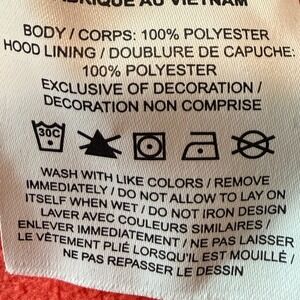 FABRIQUÉ AU VIETNAM
BODY / CORPS: 100% POLYESTER
HOOD LINING / DOUBLURE DE CAPUCHE:
100% POLYESTER
EXCLUSIVE OF DECORATION /
DECORATION NON COMPRISE
30C
WASH WITH LIKE COLORS / REMOVE
IMMEDIATELY / DO NOT ALLOW TO LAY ON
ITSELF WHEN WET / DO NOT IRON DESIGN
LAVER AVEC COULEURS SIMILAIRES /
ENLEVER IMMEDIATEMENT / NE PAS LAISSER
LE VÊTEMENT PLIÉ LORSQU'IL EST MOUILLÉ /
NE PAS REPASSER LE DESSIN